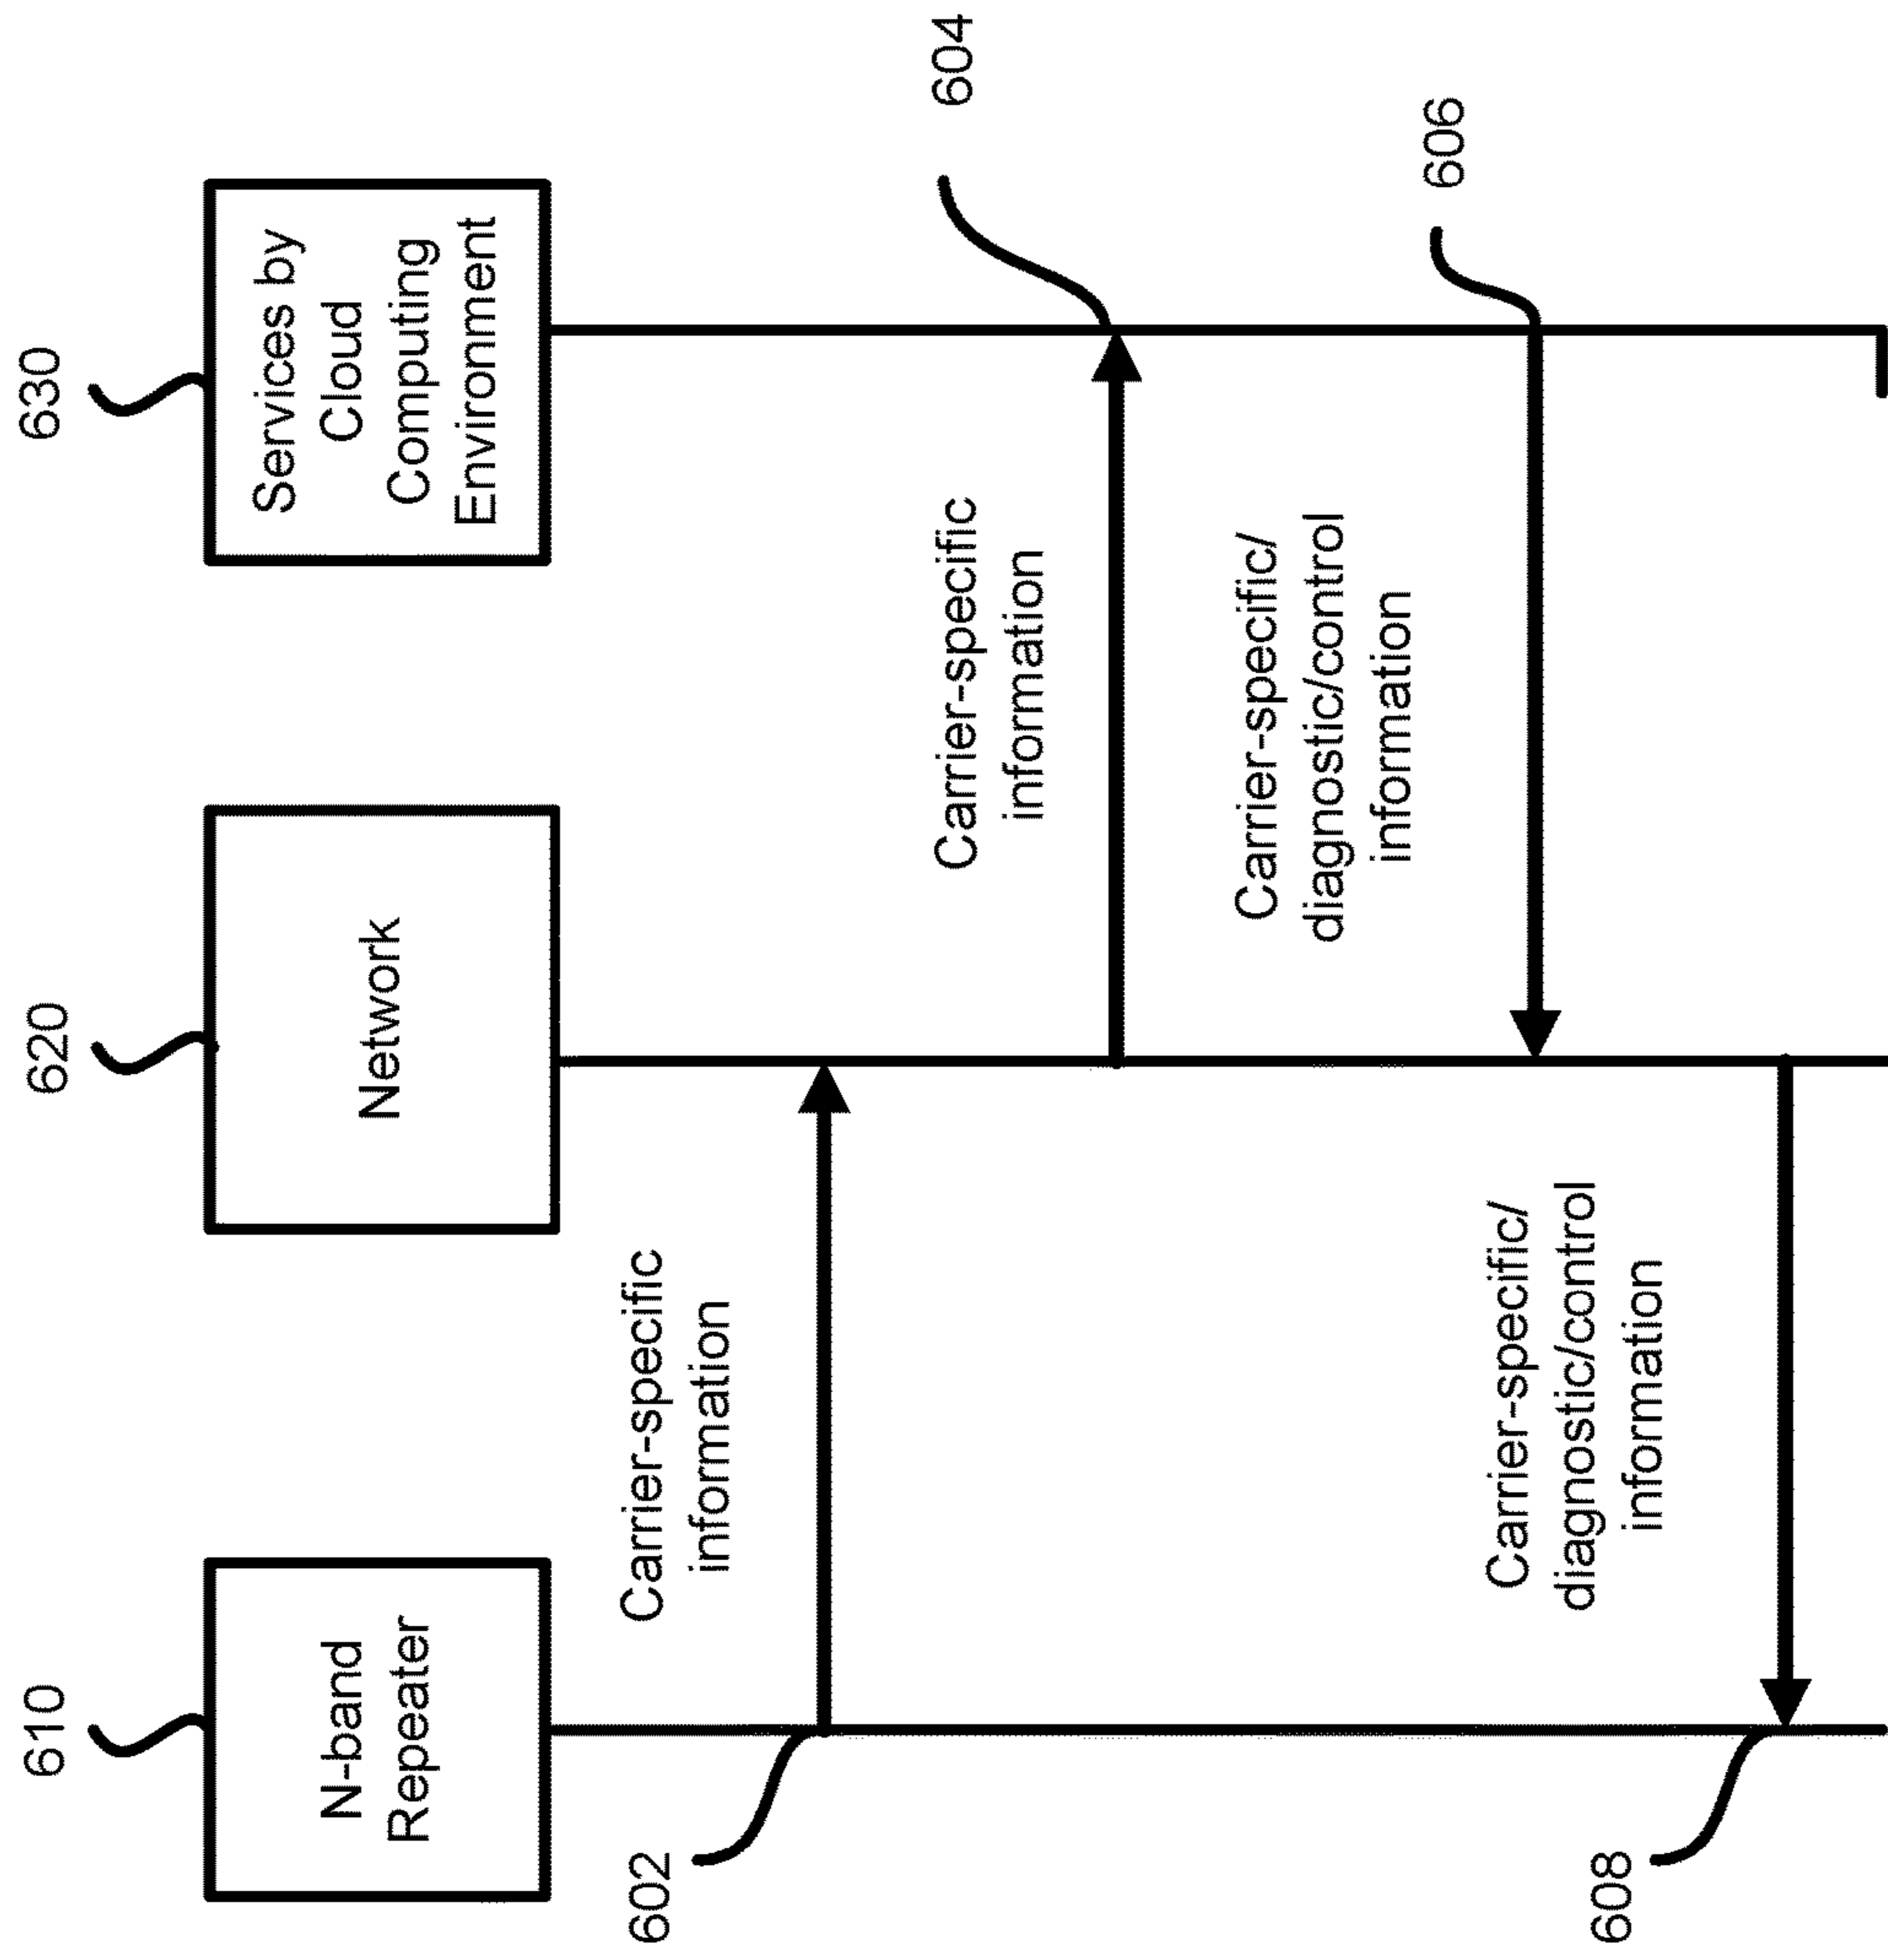 610
620
630
N-band
Repeater
Network
Services by
Cloud
Computing
Environment
602
Carrier-specific
information
Carrier-specific
information
604
Carrier-specific/
diagnostic/control
information
606
608
Carrier-specific/
diagnostic/control
information